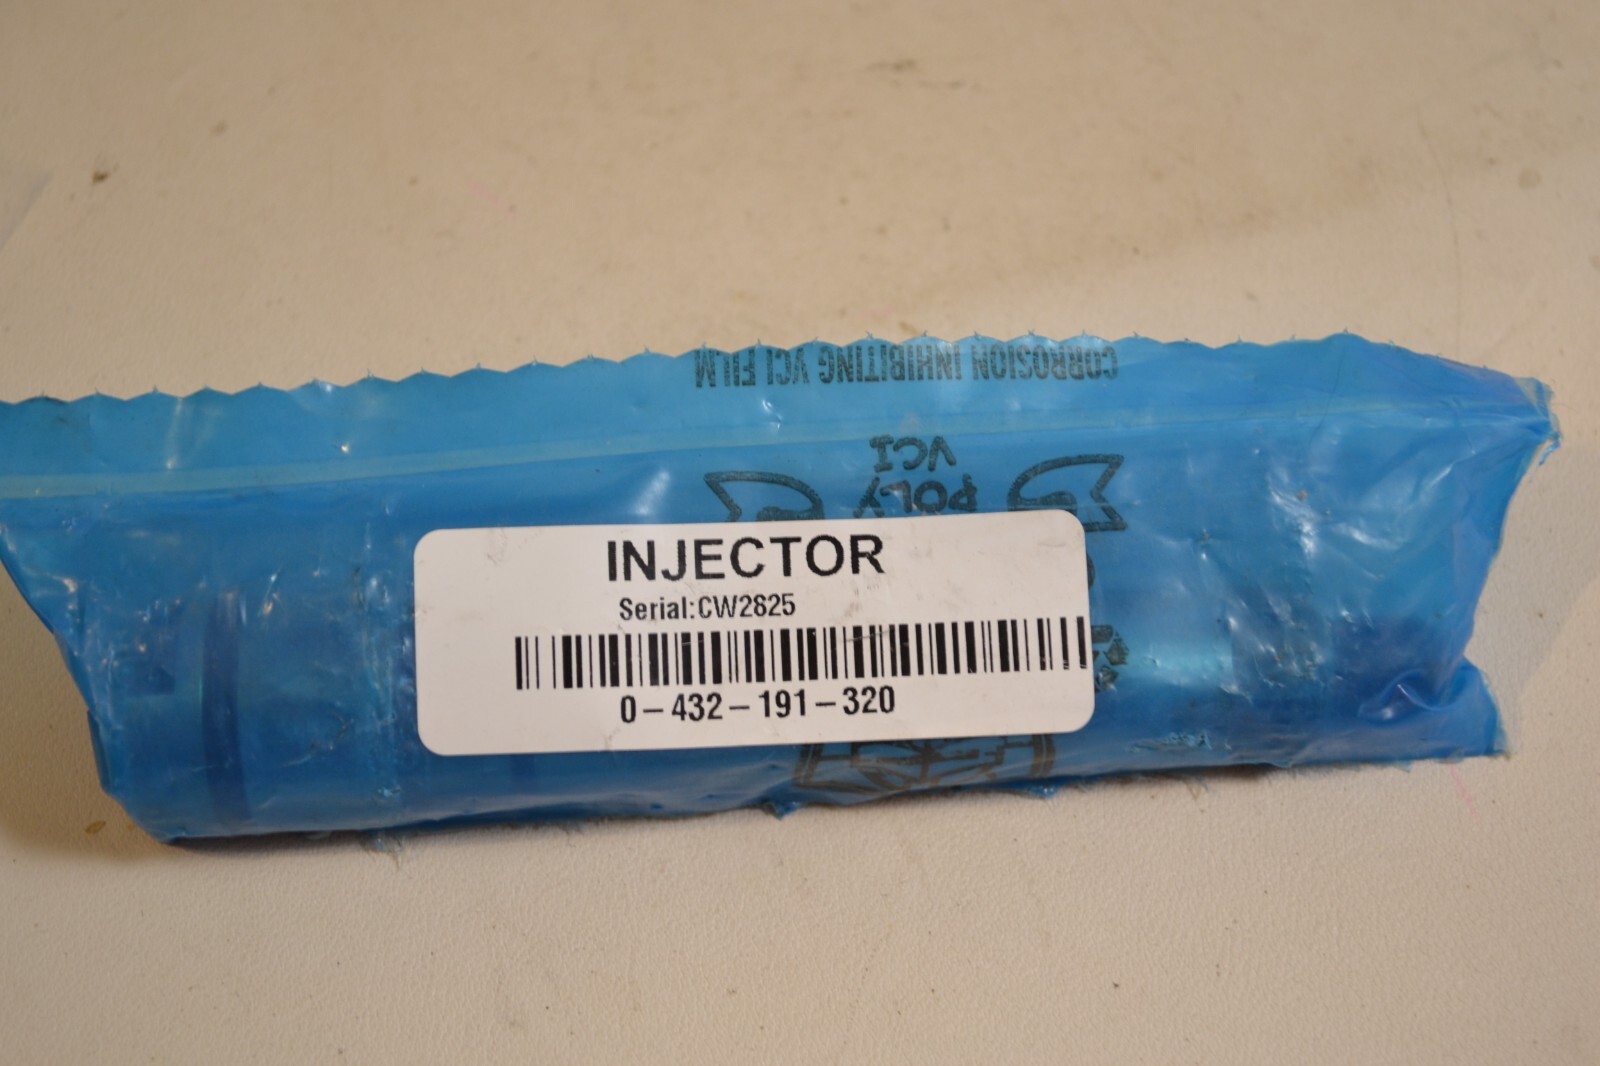 CORROSION INHIBITING VCI FILM
POLY
VCI
INJECTOR
Serial:CW2825
0-432-191-320